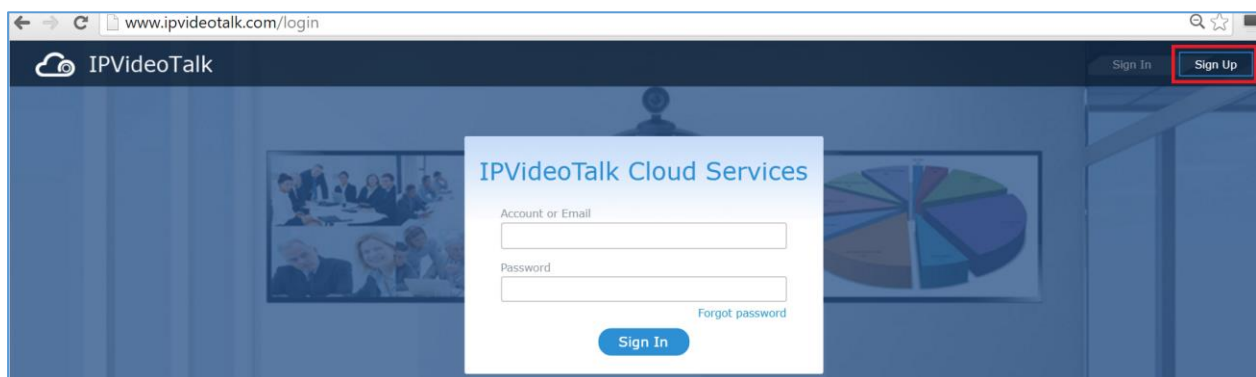 www.ipvideotalk.com/login
IPVideoTalk
Sign In
Sign Up
IPVideoTalk Cloud Services
Account or Email
Password
Forgot password
Sign In